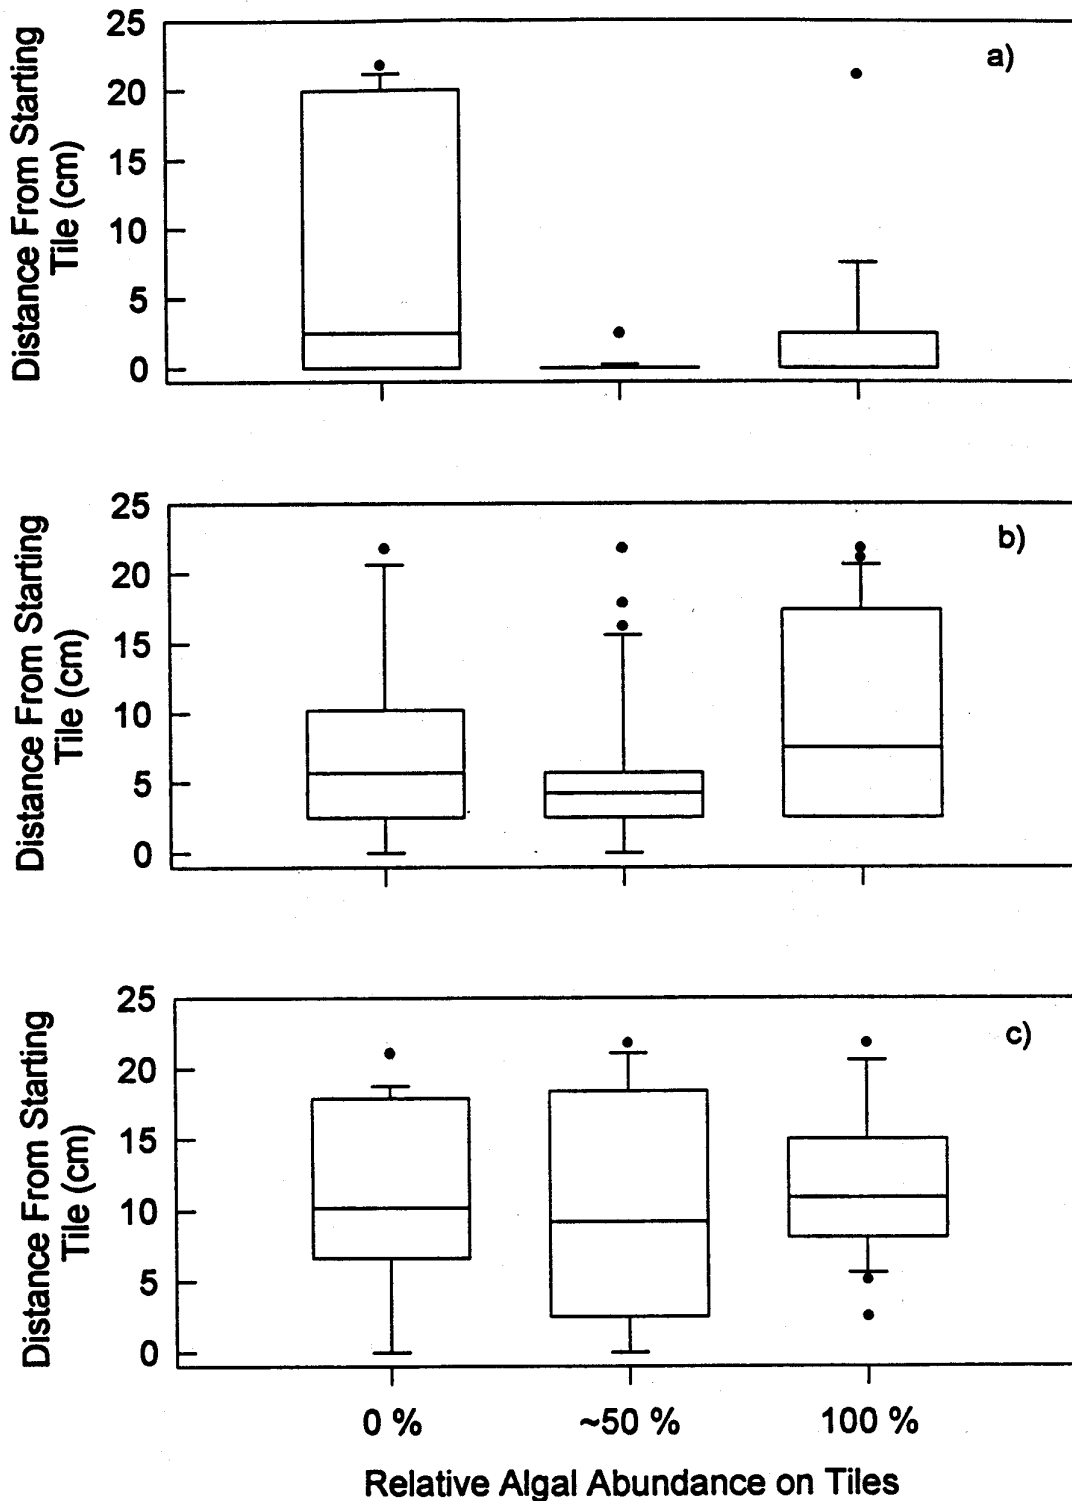 Distance From Starting
Tile (cm)
25
20
15
10
5
0
a)
Distance From Starting
Tile (cm)
25
20
15
10
5
0
b)
Distance From Starting
Tile (cm)
25
20
15
10
5
0
c)
0 %
~50 %
100 %
Relative Algal Abundance on Tiles